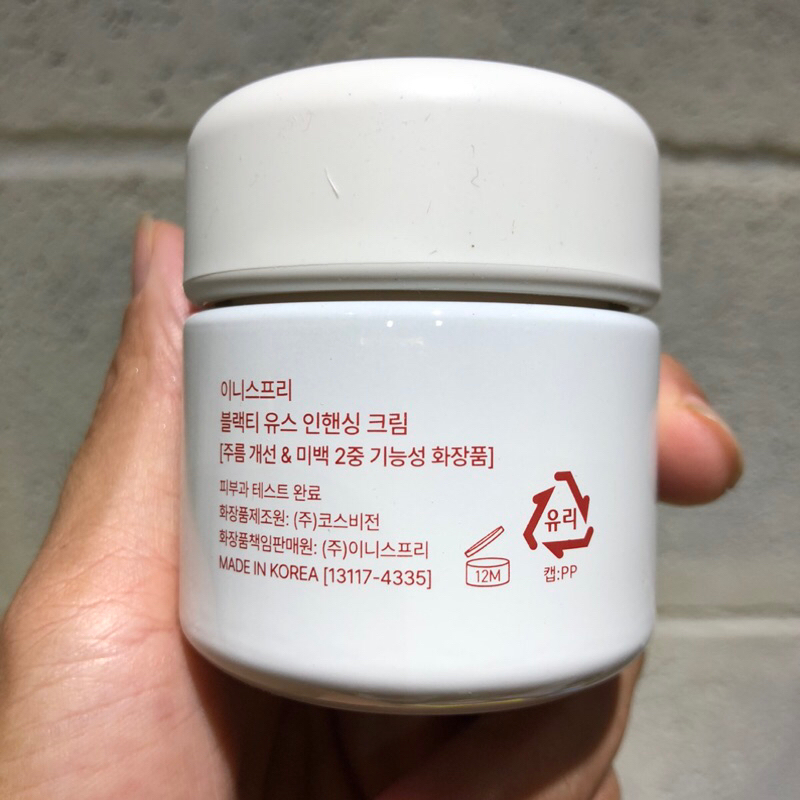 이니스프리
블랙티 유스 인핸싱 크림
[주름 개선 & 미백 2중 기능성 화장품]
피부과 테스트 완료
화장품제조원: (주)코스비전
화장품책임판매원: (주)이니스프리
MADE IN KOREA [13117-4335]
12M
유리
캡:PP